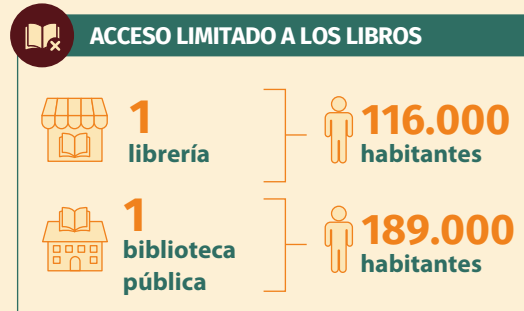 ACCESO LIMITADO A LOS LIBROS
1
librería
116.000
habitantes
1
biblioteca
pública
189.000
habitantes